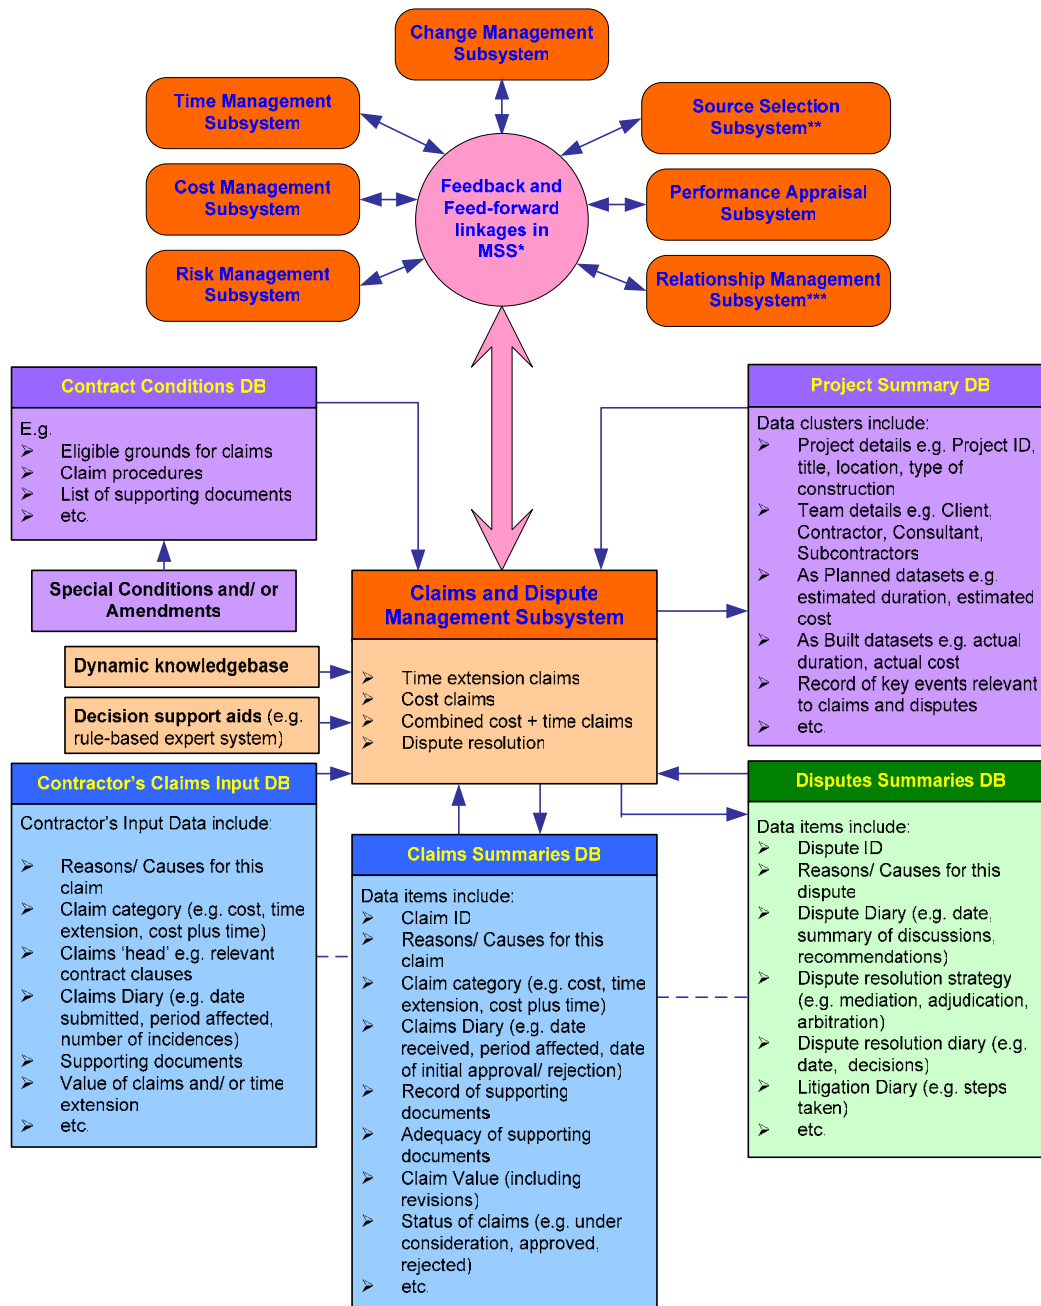 Change Management
Subsystem
Time Management
Subsystem
Source Selection
Subsystem**
Cost Management
Subsystem
Feedback and
Feed-forward
linkages in
MSS*
Performance Appraisal
Subsystem
Risk Management
Subsystem
Relationship Management
Subsystem***
Contract Conditions DB
E.g.
➢ Eligible grounds for claims
➢ Claim procedures
➢ List of supporting documents
➢ etc.
Special Conditions and/ or
Amendments
Project Summary DB
Data clusters include:
➢ Project details e.g. Project ID,
title, location, type of
construction
➢ Team details e.g. Client,
Contractor, Consultant,
Subcontractors
➢ As Planned datasets e.g.
estimated duration, estimated
cost
➢ As Built datasets e.g. actual
duration, actual cost
➢ Record of key events relevant
to claims and disputes
➢ etc.
Claims and Dispute
Management Subsystem
➢ Time extension claims
➢ Cost claims
➢ Combined cost + time claims
➢ Dispute resolution
Dynamic knowledgebase
Decision support aids (e.g.
rule-based expert system)
Contractor's Claims Input DB
Contractor's Input Data include:
➢ Reasons/ Causes for this
claim
➢ Claim category (e.g. cost, time
extension, cost plus time)
➢ Claims 'head' e.g. relevant
contract clauses
➢ Claims Diary (e.g. date
submitted, period affected,
number of incidences)
➢ Supporting documents
➢ Value of claims and/ or time
extension
➢ etc.
Claims Summaries DB
Data items include:
➢ Claim ID
➢ Reasons/ Causes for this
claim
➢ Claim category (e.g. cost, time
extension, cost plus time)
➢ Claims Diary (e.g. date
received, period affected, date
of initial approval/ rejection)
➢ Record of supporting
documents
➢ Adequacy of supporting
documents
➢ Claim Value (including
revisions)
➢ Status of claims (e.g. under
consideration, approved,
rejected)
➢ etc.
Disputes Summaries DB
Data items include:
➢ Dispute ID
➢ Reasons/ Causes for this
dispute
➢ Dispute Diary (e.g. date,
summary of discussions,
recommendations)
➢ Dispute resolution strategy
(e.g. mediation, adjudication,
arbitration)
➢ Dispute resolution diary (e.g.
date, decisions)
➢ Litigation Diary (e.g. steps
taken)
➢ etc.